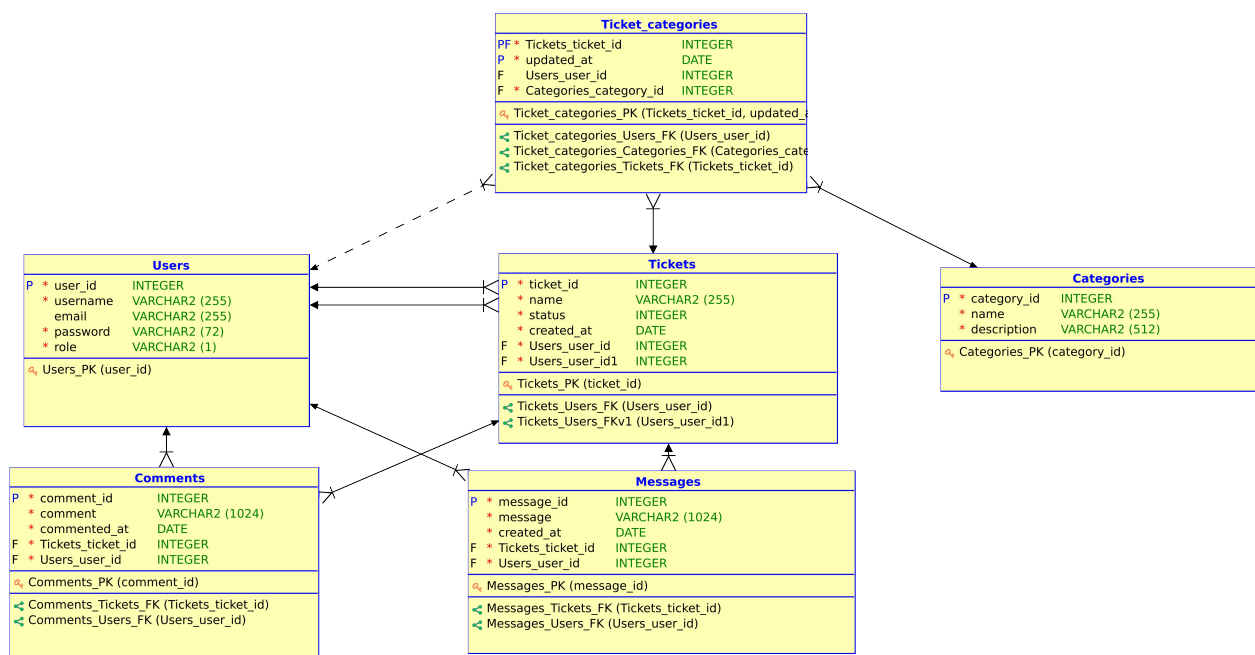 Ticket_categories
PF * Tickets_ticket_id INTEGER
P * updated_at DATE
F Users_user_id INTEGER
F * Categories_category_id INTEGER
Ticket_categories_PK (Tickets_ticket_id, updated_a
Ticket_categories_Users_FK (Users_user_id)
Ticket_categories_Categories_FK (Categories_cate
Ticket_categories_Tickets_FK (Tickets_ticket_id)
Users
P * user_id INTEGER
* username VARCHAR2 (255)
email VARCHAR2 (255)
* password VARCHAR2 (72)
* role VARCHAR2 (1)
Users_PK (user_id)
Tickets
P * ticket_id INTEGER
* name VARCHAR2 (255)
* status INTEGER
* created_at DATE
F * Users_user_id INTEGER
F * Users_user_id1 INTEGER
Tickets_PK (ticket_id)
Tickets_Users_FK (Users_user_id)
Tickets_Users_FKv1 (Users_user_id1)
Categories
P * category_id INTEGER
* name VARCHAR2 (255)
* description VARCHAR2 (512)
Categories_PK (category_id)
Comments
P * comment_id INTEGER
* comment VARCHAR2 (1024)
* commented_at DATE
F * Tickets_ticket_id INTEGER
F * Users_user_id INTEGER
Comments_PK (comment_id)
Comments_Tickets_FK (Tickets_ticket_id)
Comments_Users_FK (Users_user_id)
Messages
P * message_id INTEGER
* message VARCHAR2 (1024)
* created_at DATE
F * Tickets_ticket_id INTEGER
F * Users_user_id INTEGER
Messages_PK (message_id)
Messages_Tickets_FK (Tickets_ticket_id)
Messages_Users_FK (Users_user_id)